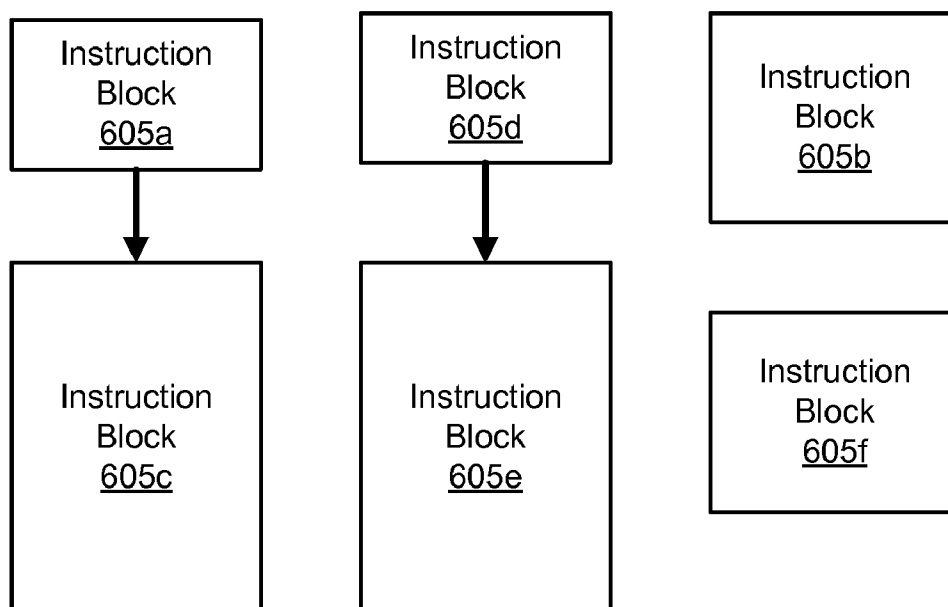 Instruction
Block
605a
Instruction
Block
605d
Instruction
Block
605b
Instruction
Block
605c
Instruction
Block
605e
Instruction
Block
605f